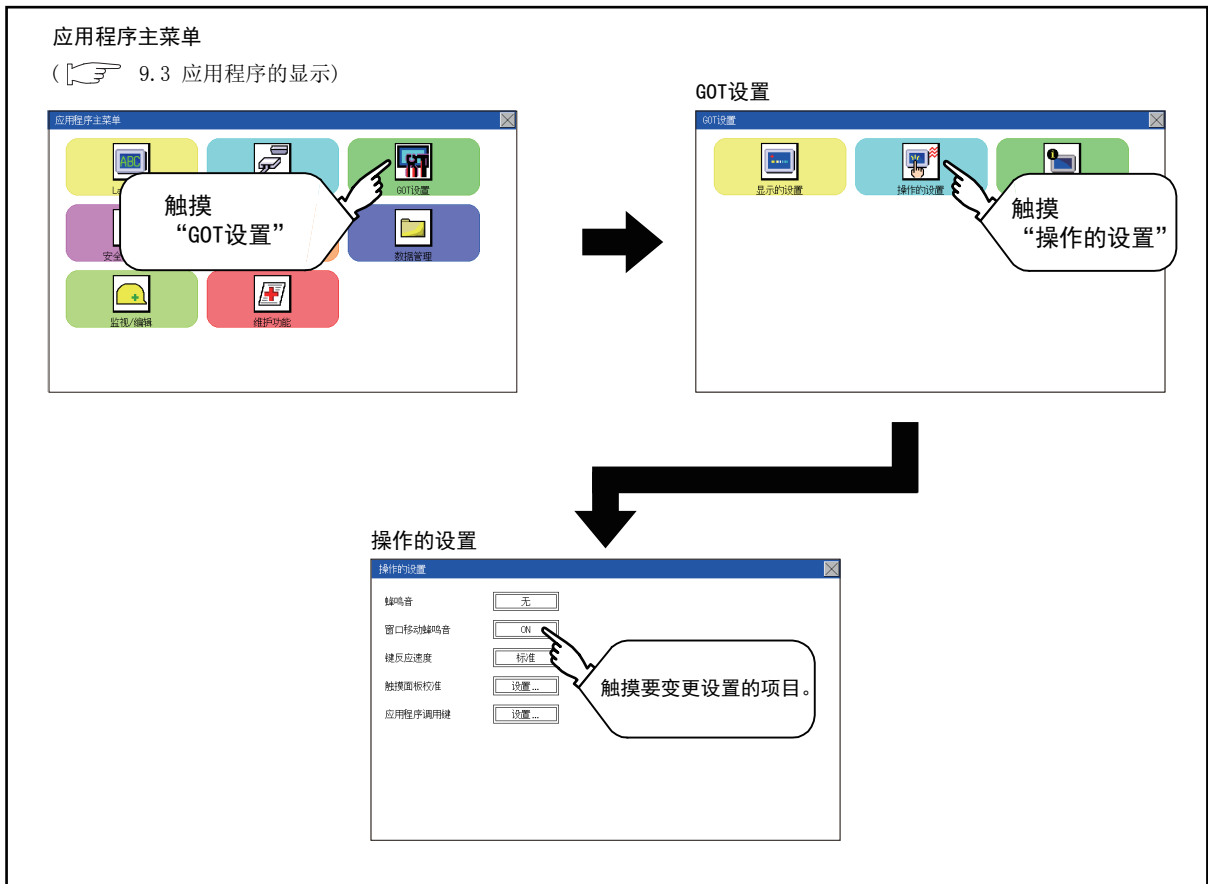 应用程序主菜单
( 9.3 应用程序的显示)
应用程序主菜单
ABC
La
GOT设置
触摸
“GOT设置”
安全
数据管理
监视/编辑
维护功能
GOT设置
GOT设置
显示的设置
操作的设置
触摸
“操作的设置”
操作的设置
操作的设置
蜂鸣音 无
窗口移动蜂鸣音 ON
键反应速度 标准
触摸面板校准 设置...
应用程序调用键 设置...
触摸要变更设置的项目。